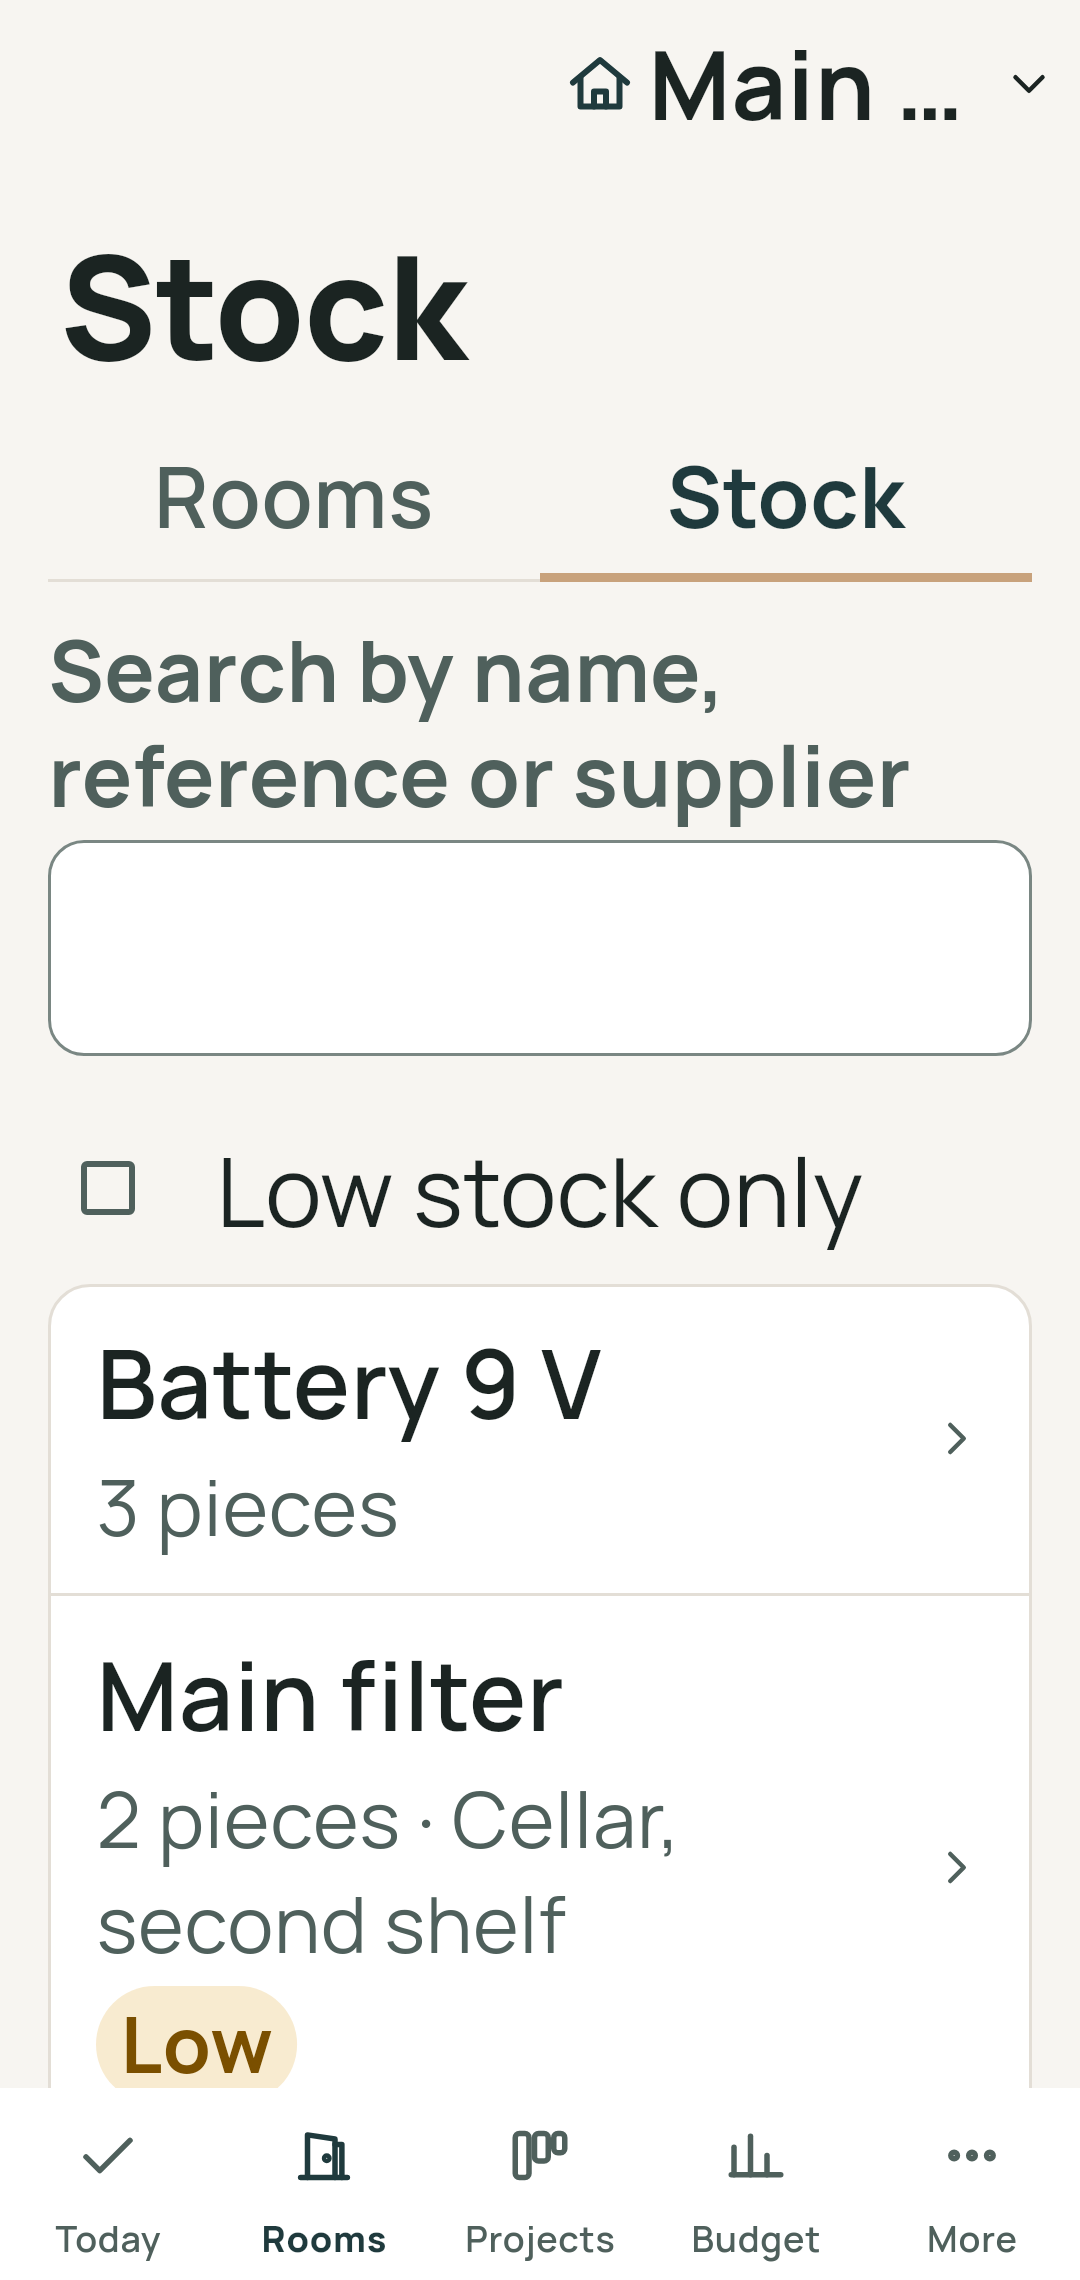 Main ...
Stock
Rooms
Stock
Search by name,
reference or supplier
Low stock only
Battery 9 V
3 pieces
Main filter
2 pieces · Cellar,
second shelf
Low
Today
Rooms
Projects
Budget
More